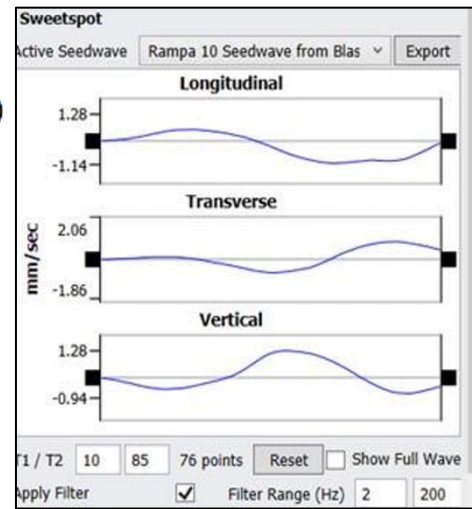 Sweetspot
Active Seedwave Rampa 10 Seedwave from Blas Export
Longitudinal
1.28
-1.14
Transverse
2.06
mm/sec
-1.86
Vertical
1.28
-0.94
T1 / T2 10 85 76 points Reset Show Full Wave
Apply Filter Filter Range (Hz) 2 200